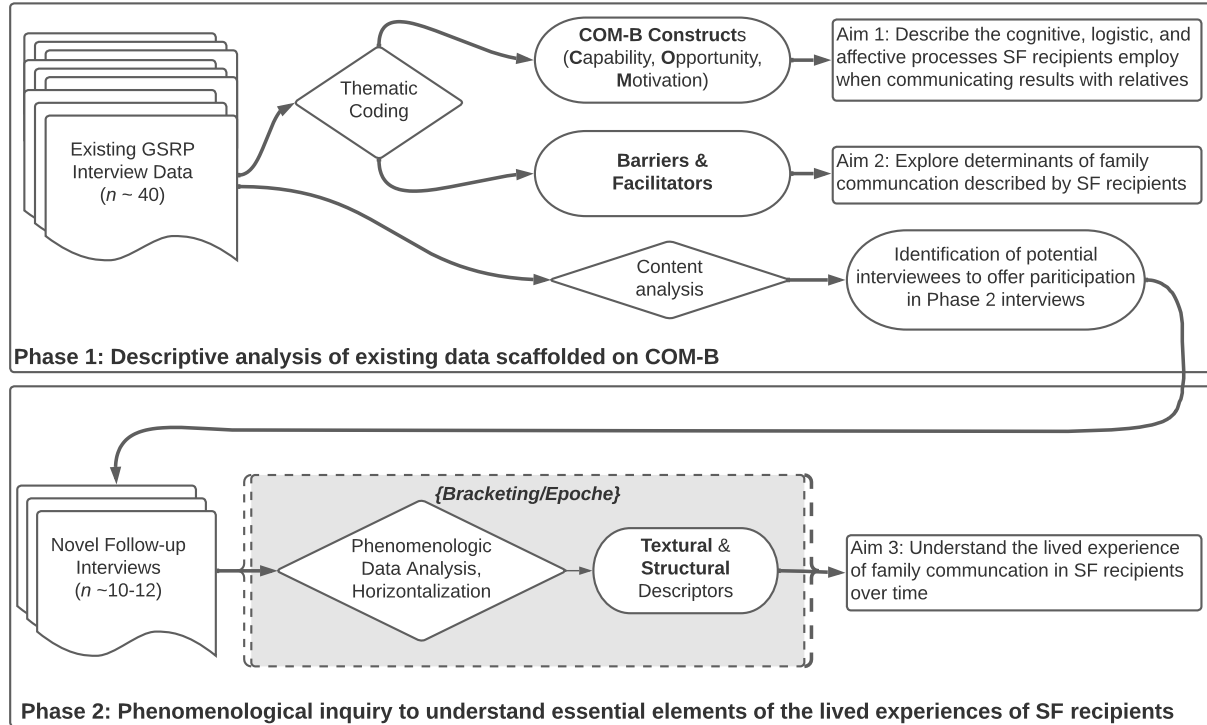 Existing GSRP
Interview Data
(n ~ 40)
Thematic
Coding
COM-B Constructs
(Capability, Opportunity,
Motivation)
Aim 1: Describe the cognitive, logistic, and
affective processes SF recipients employ
when communicating results with relatives
Barriers &
Facilitators
Aim 2: Explore determinants of family
communcation described by SF recipients
Content
analysis
Identification of potential
interviewees to offer pariticipation
in Phase 2 interviews
Phase 1: Descriptive analysis of existing data scaffolded on COM-B
Novel Follow-up
Interviews
(n ~10-12)
{Bracketing/Epoche}
Phenomenologic
Data Analysis,
Horizontalization
Textural &
Structural
Descriptors
Aim 3: Understand the lived experience
of family communcation in SF recipients
over time
Phase 2: Phenomenological inquiry to understand essential elements of the lived experiences of SF recipients